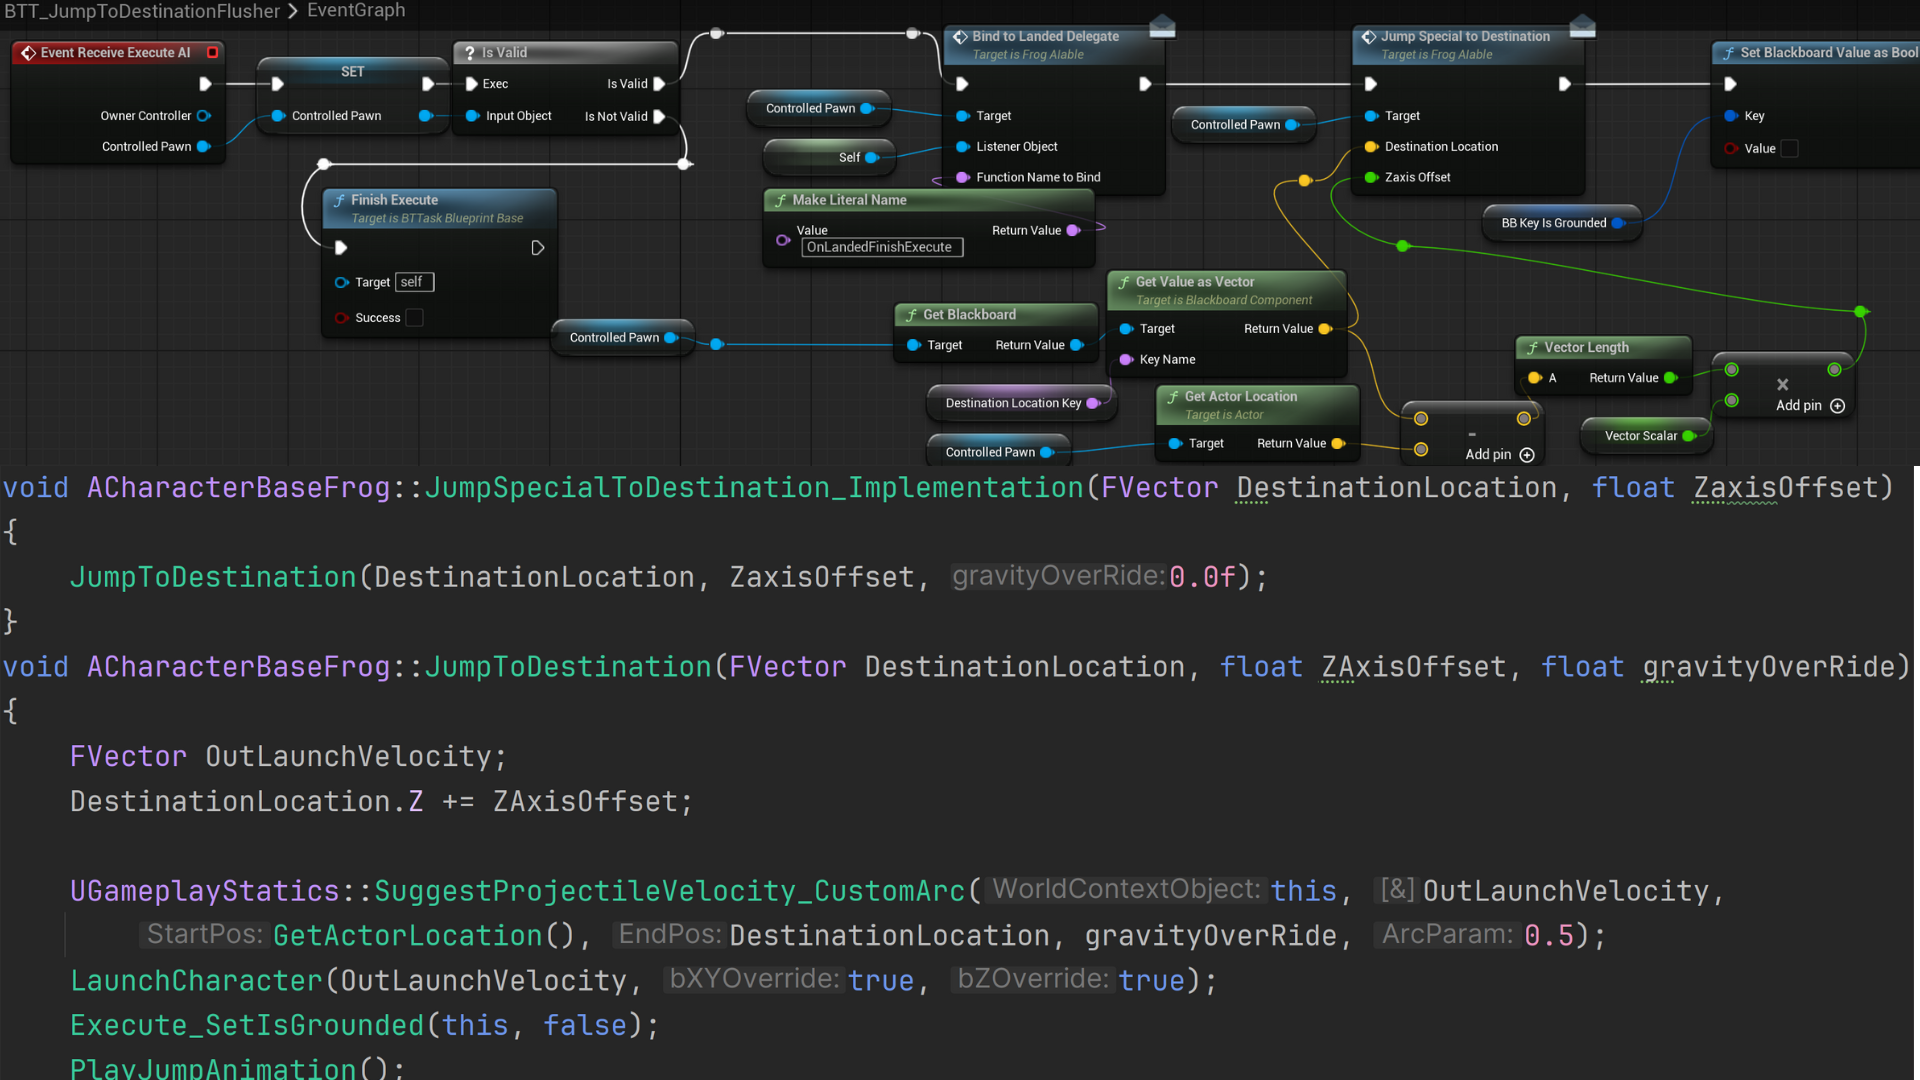 BTT_JumpToDestinationFlusher > EventGraph
Event Receive Execute AI
Owner Controller
Controlled Pawn
SET
Controlled Pawn
? Is Valid
Exec
Is Valid
Input Object
Is Not Valid
Bind to Landed Delegate
Target is Frog AIable
Target
Listener Object
Function Name to Bind
Controlled Pawn
Self
Jump Special to Destination
Target is Frog AIable
Target
Destination Location
Zaxis Offset
Controlled Pawn
f Set Blackboard Value as Bool
Key
Value
BB Key Is Grounded
f Finish Execute
Target is BTTask Blueprint Base
Target self
Success
f Make Literal Name
Value
Return Value
OnLandedFinishExecute
Controlled Pawn
f Get Blackboard
Target
Return Value
f Get Value as Vector
Target is Blackboard Component
Target
Return Value
Key Name
Destination Location Key
f Get Actor Location
Target is Actor
Target
Return Value
Controlled Pawn
-
Add pin
f Vector Length
A
Return Value
Vector Scalar
×
Add pin
void ACharacterBaseFrog::JumpSpecialToDestination_Implementation(FVector DestinationLocation, float ZaxisOffset)
{
JumpToDestination(DestinationLocation, ZaxisOffset, gravityOverRide: 0.0f);
}
void ACharacterBaseFrog::JumpToDestination(FVector DestinationLocation, float ZAxisOffset, float gravityOverRide)
{
FVector OutLaunchVelocity;
DestinationLocation.Z += ZAxisOffset;
UGameplayStatics::SuggestProjectileVelocity_CustomArc( WorldContextObject: this, [&] OutLaunchVelocity,
StartPos: GetActorLocation(), EndPos: DestinationLocation, gravityOverRide, ArcParam: 0.5);
LaunchCharacter(OutLaunchVelocity, bXYOverride: true, bZOverride: true);
Execute_SetIsGrounded(this, false);
PlayJumpAnimation();